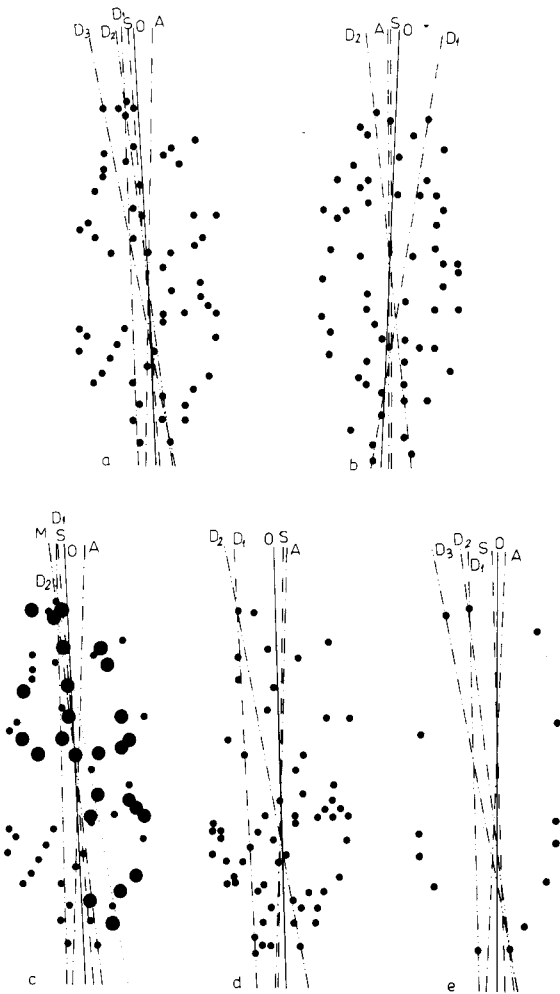 D₁
D₃ D₂ S O A
a
D₂ A S O D₁
b
D₁
M S O A
D₂
c
D₂ D₁ O S A
d
D₂
D₃ S D₁ O A
e